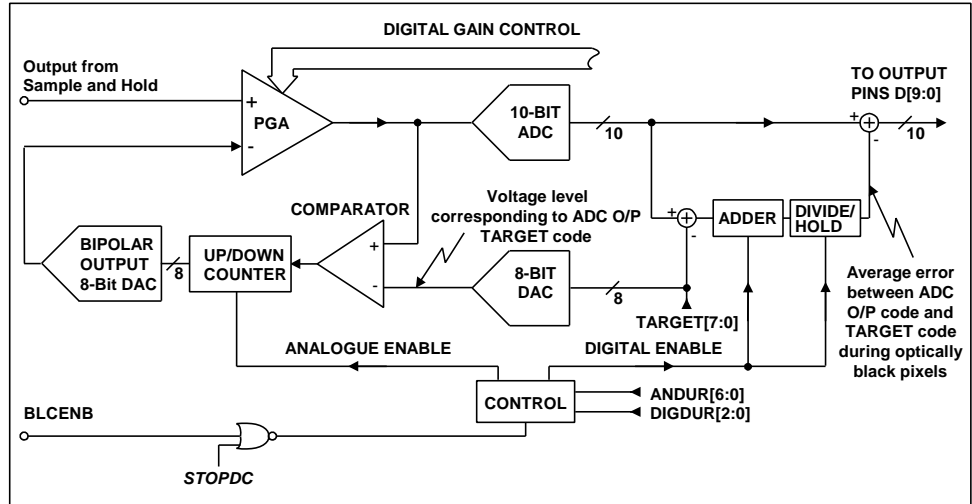 DIGITAL GAIN CONTROL
Output from
Sample and Hold
TO OUTPUT
PINS D[9:0]
+
PGA
-
10-BIT
ADC
10
+
-
10
COMPARATOR
Voltage level
corresponding to ADC O/P
TARGET code
+
-
ADDER
DIVIDE/
HOLD
BIPOLAR
OUTPUT
8-Bit DAC
8
UP/DOWN
COUNTER
+
-
8-BIT
DAC
8
TARGET[7:0]
Average error
between ADC
O/P code and
TARGET code
during optically
black pixels
ANALOGUE ENABLE
DIGITAL ENABLE
CONTROL
ANDUR[6:0]
DIGDUR[2:0]
BLCENB
STOPDC